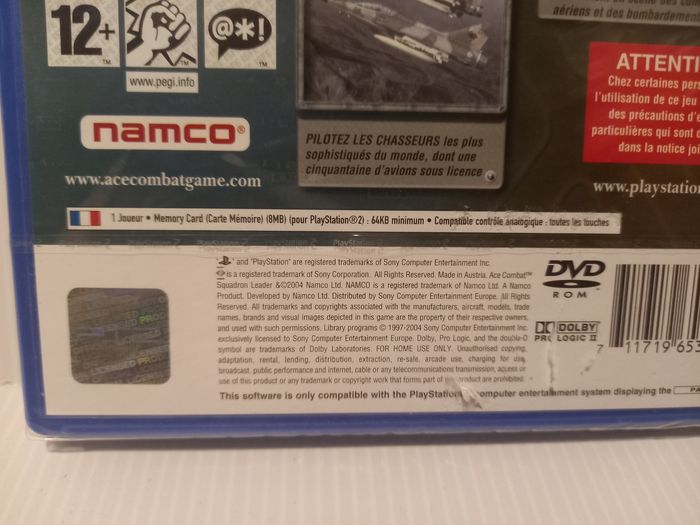 aériens et des bombardemen
12+
@*!
www.pegi.info
ATTENTI
Chez certaines pers
l'utilisation de ce jeu
des précautions d'e
particulières qui sont d
dans la notice joi
namco®
PILOTEZ LES CHASSEURS les plus
sophistiqués du monde, dont une
cinquantaine d'avions sous licence
www.acecombatgame.com
www.playstation
1 Joueur • Memory Card (Carte Mémoire) (8MB) (pour PlayStation®2) : 64KB minimum • Compatible contrôle analogique : toutes les touches
and "PlayStation" are registered trademarks of Sony Computer Entertainment Inc.
is a registered trademark of Sony Corporation. All Rights Reserved. Made in Austria. Ace Combat™
Squadron Leader &©2004 Namco Ltd. NAMCO is a registered trademark of Namco Ltd. A Namco
Product. Developed by Namco Ltd. Distributed by Sony Computer Entertainment Europe. All Rights
Reserved. All trademarks and copyrights associated with the manufacturers, aircraft, models, trade
names, brands and visual images depicted in this game are the property of their respective owners,
and used with such permissions. Library programs © 1997-2004 Sony Computer Entertainment Inc.
exclusively licensed to Sony Computer Entertainment Europe. Dolby, Pro Logic, and the double-D
symbol are trademarks of Dolby Laboratories. FOR HOME USE ONLY. Unauthorised copying,
adaptation, rental, lending, distribution, extraction, re-sale, arcade use, charging for use,
broadcast, public performance and internet, cable or any telecommunications transmission, access or
use of this product or any trademark or copyright work that forms part of product are prohibited.
This software is only compatible with the PlayStation computer entertainment system displaying the PA
DVD
ROM
DOLBY
PRO LOGIC II
7 11719 653